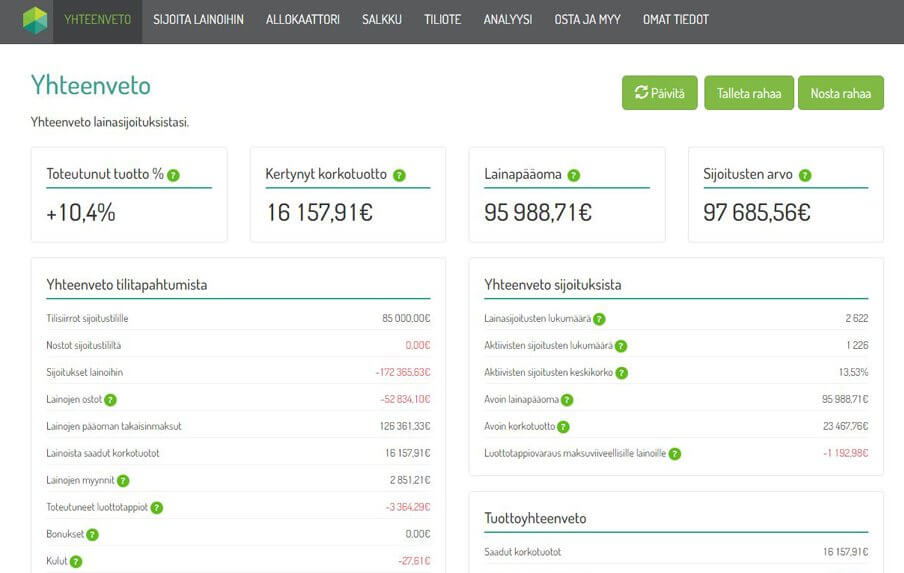 YHTEENVETO SIJOITA LAINOIHIN ALLOKAATTORI SALKKU TILIOTE ANALYYSI OSTA JA MYY OMAT TIEDOT
Yhteenveto
Päivitä Talleta rahaa Nosta rahaa
Yhteenveto lainasijoituksistasi.
Toteutunut tuotto % ?
+10,4%
Kertynyt korkotuotto ?
16 157,91€
Lainapääoma ?
95 988,71€
Sijoitusten arvo ?
97 685,56€
Yhteenveto tilitapahtumista
Tilisiirrot sijoitustilille 85 000,00€
Nostot sijoitustililtä 0,00€
Sijoitukset lainoihin -172 365,63€
Lainojen ostot ? -52 834,10€
Lainojen pääoman takaisinmaksut 126 361,33€
Lainoista saadut korkotuotot 16 157,91€
Lainojen myynnit ? 2 851,21€
Toteutuneet luottotappiot ? -3 364,29€
Bonukset ? 0,00€
Kulut ? -27,61€
Yhteenveto sijoituksista
Lainasijoitusten lukumäärä ? 2 622
Aktiivisten sijoitusten lukumäärä ? 1 226
Aktiivisten sijoitusten keskikorko ? 13,53%
Avoin lainapääoma ? 95 988,71€
Avoin korkotuotto ? 23 467,76€
Luottotappiovaraus maksuviiveellisille lainoille ? -1 192,98€
Tuottoyhteenveto
Saadut korkotuotot 16 157,91€